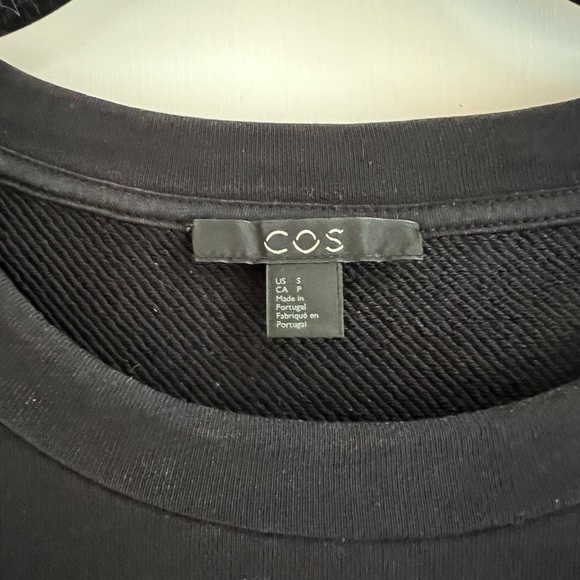 COS
US S
CA P
Made in
Portugal
Fabriqué en
Portugal